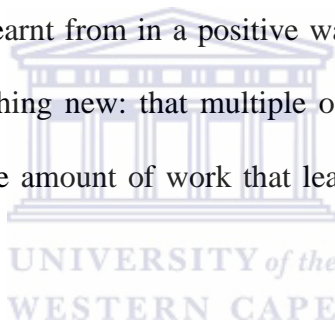 earnt from in a positive wa
hing new: that multiple o
e amount of work that lea
UNIVERSITY of the
WESTERN CAPE